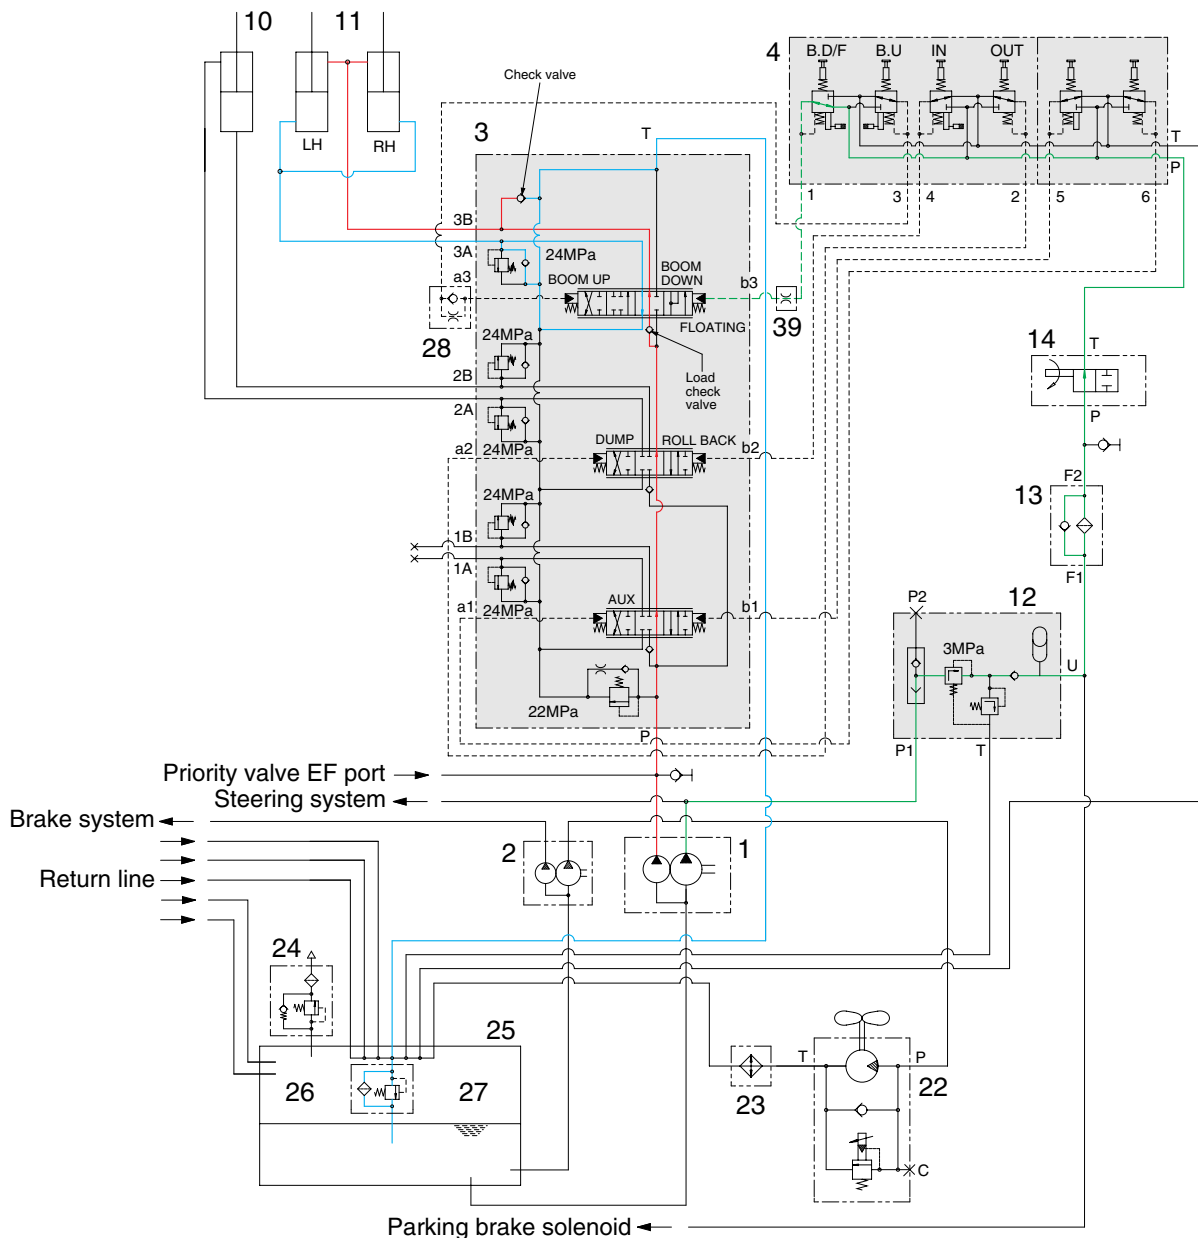 10
11
4
B.D/F
B.U
IN
OUT
Check valve
LH
RH
3
T
T
P
1
3
4
2
5
6
3B
3A
24MPa
a3
BOOM UP
BOOM
DOWN
b3
FLOATING
28
39
24MPa
14
T
2B
Load
check
valve
P
2A
DUMP
ROLL BACK
a2
24MPa
b2
F2
13
24MPa
1B
F1
1A
P2
12
AUX
a1
24MPa
b1
3MPa
U
22MPa
P
P1
T
Priority valve EF port
Steering system
Brake system
2
1
Return line
24
25
T
P
26
27
23
22
C
Parking brake solenoid